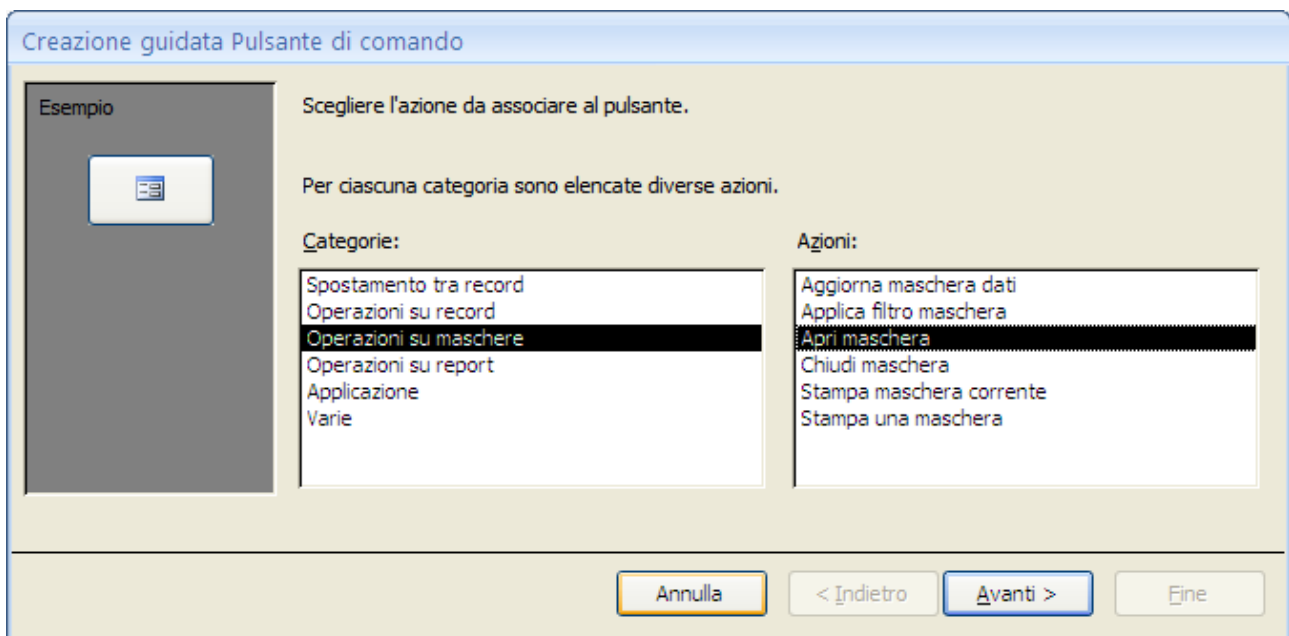 Creazione guidata Pulsante di comando
Esempio
Scegliere l'azione da associare al pulsante.
Per ciascuna categoria sono elencate diverse azioni.
Categorie:
Spostamento tra record
Operazioni su record
Operazioni su maschere
Operazioni su report
Applicazione
Varie
Azioni:
Aggiorna maschera dati
Applica filtro maschera
Apri maschera
Chiudi maschera
Stampa maschera corrente
Stampa una maschera
Annulla
< Indietro
Avanti >
Fine